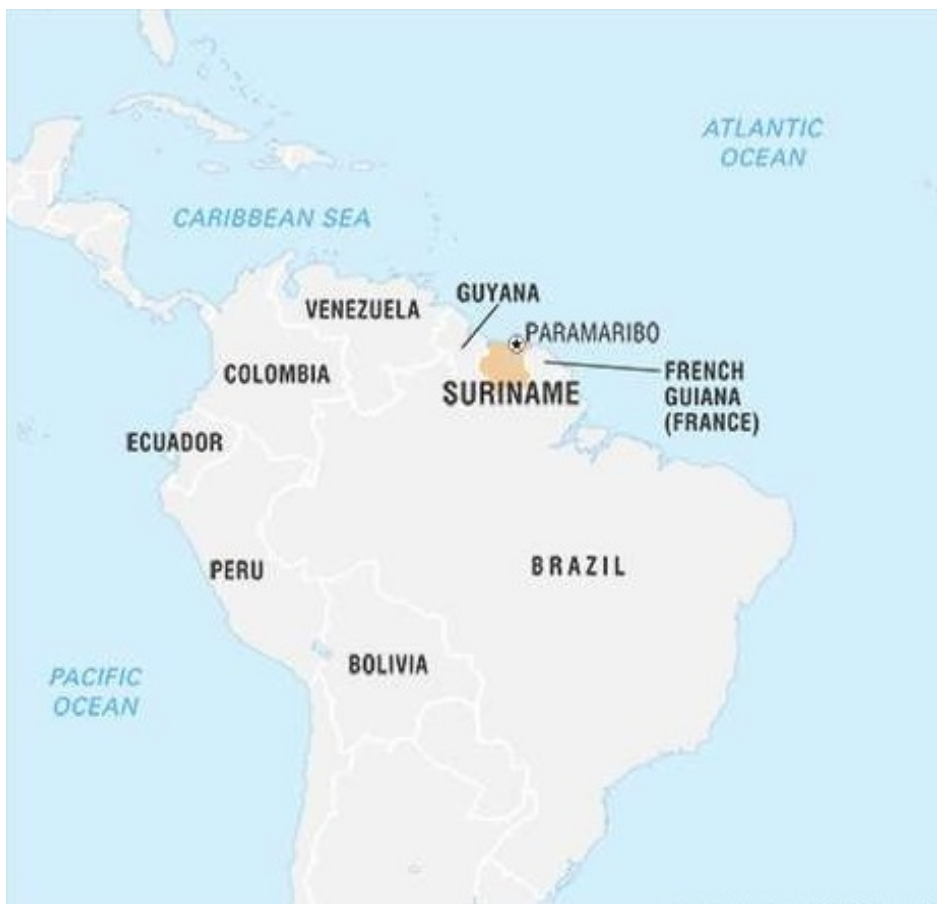 ATLANTIC
OCEAN
CARIBBEAN SEA
GUYANA
VENEZUELA
PARAMARIBO
COLOMBIA
FRENCH
GUIANA
(FRANCE)
SURINAME
ECUADOR
PERU
BRAZIL
BOLIVIA
PACIFIC
OCEAN